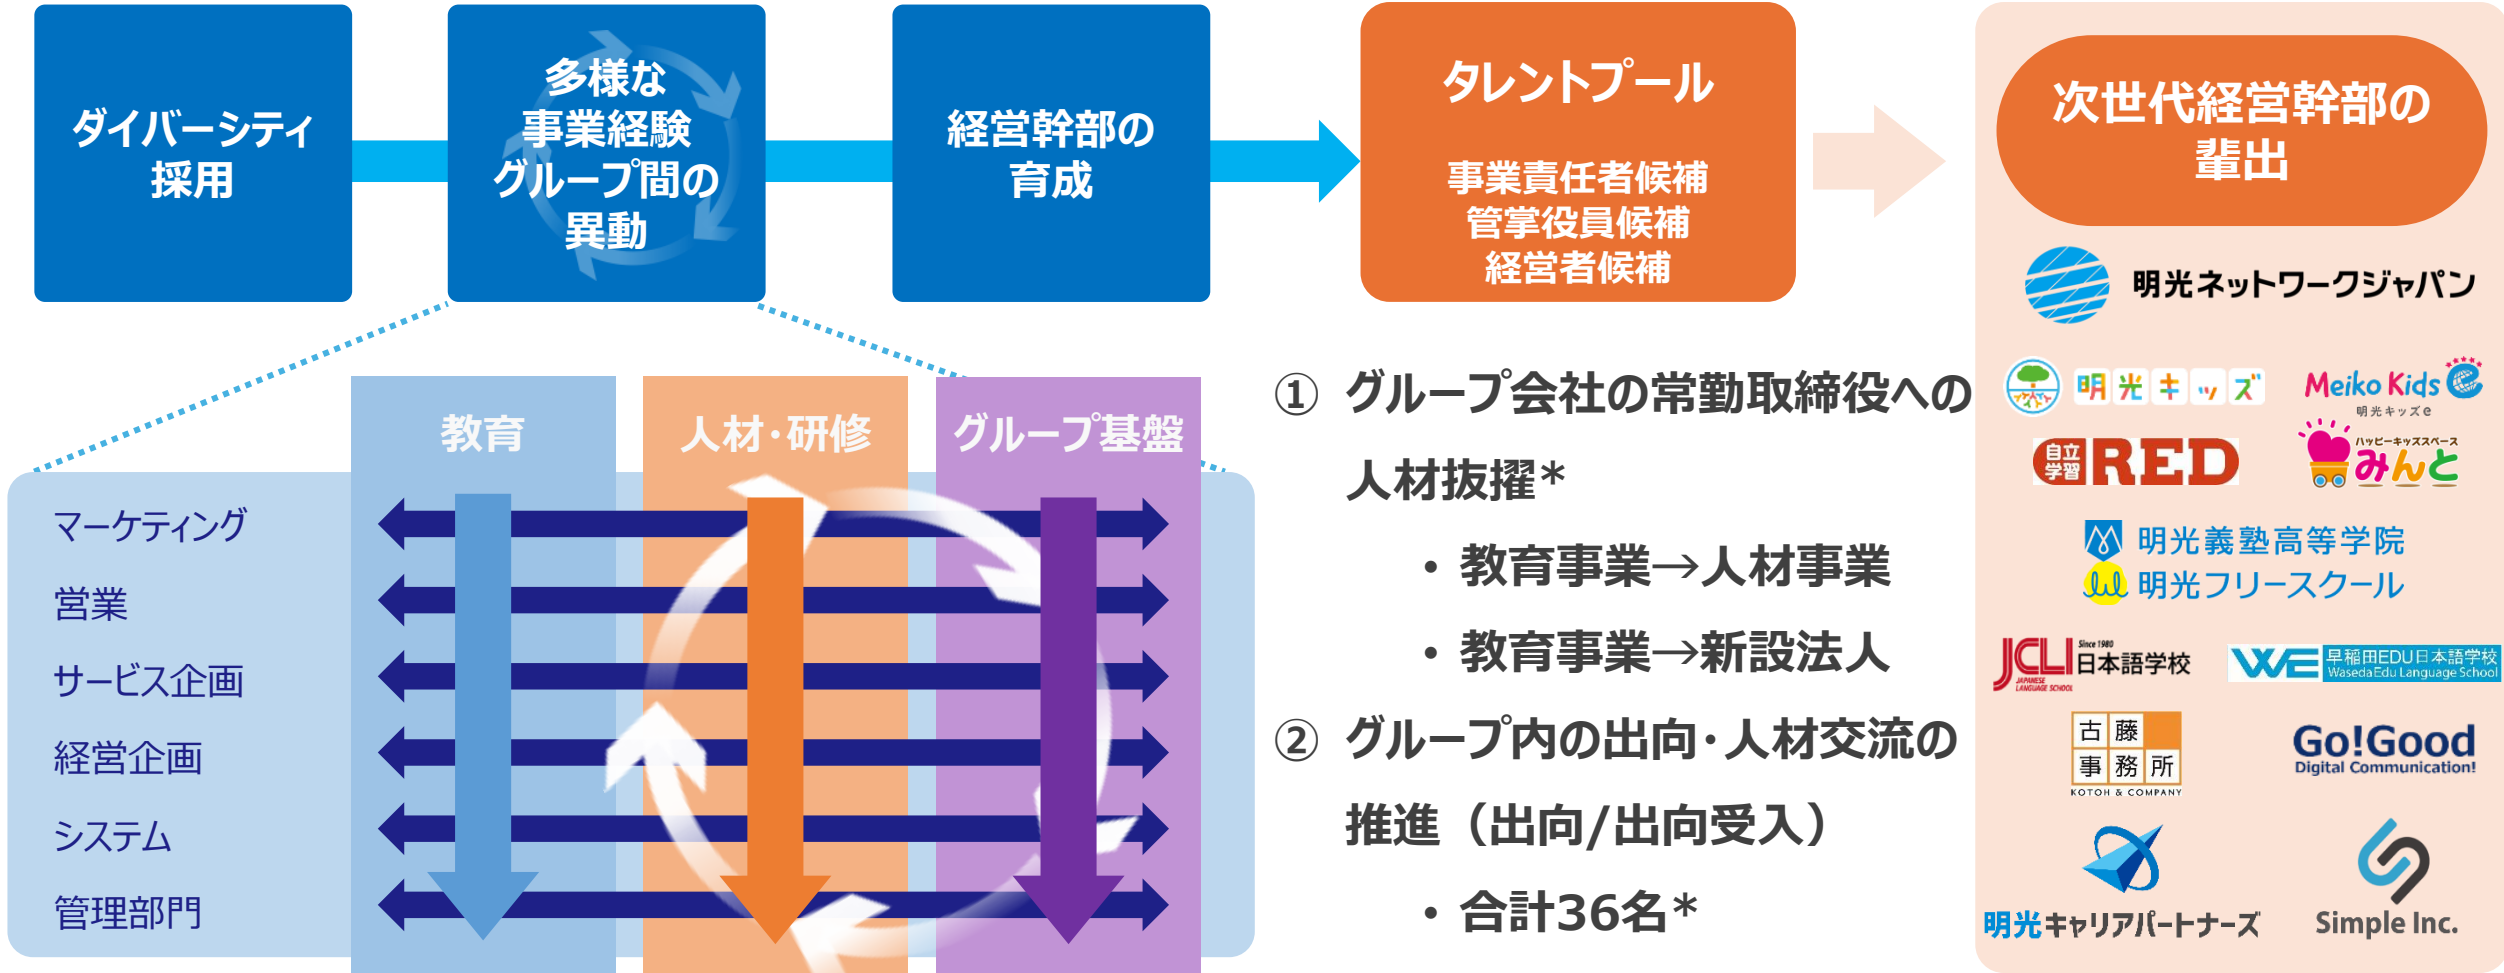 ダイバーシティ
採用
多様な
事業経験
グループ間の
異動
経営幹部の
育成
タレントプール
事業責任者候補
管掌役員候補
経営者候補
次世代経営幹部の
輩出
教育
人材・研修
グループ基盤
マーケティング
営業
サービス企画
経営企画
システム
管理部門
① グループ会社の常勤取締役への
人材抜擢*
・教育事業→人材事業
・教育事業→新設法人
② グループ内の出向・人材交流の
推進（出向/出向受入）
・合計36名*
明光ネットワークジャパン
明光キッズ
Meiko Kids e
明光キッズe
自立
学習
RED
ハッピーキッズスペース
みんと
明光義塾高等学院
明光フリースクール
JCLI
Since 1980
日本語学校
JAPANESE
LANGUAGE SCHOOL
WE
早稲田EDU日本語学校
WasedaEdu Language School
古藤
事務所
KOTOH & COMPANY
Go!Good
Digital Communication!
明光キャリアパートナーズ
Simple Inc.